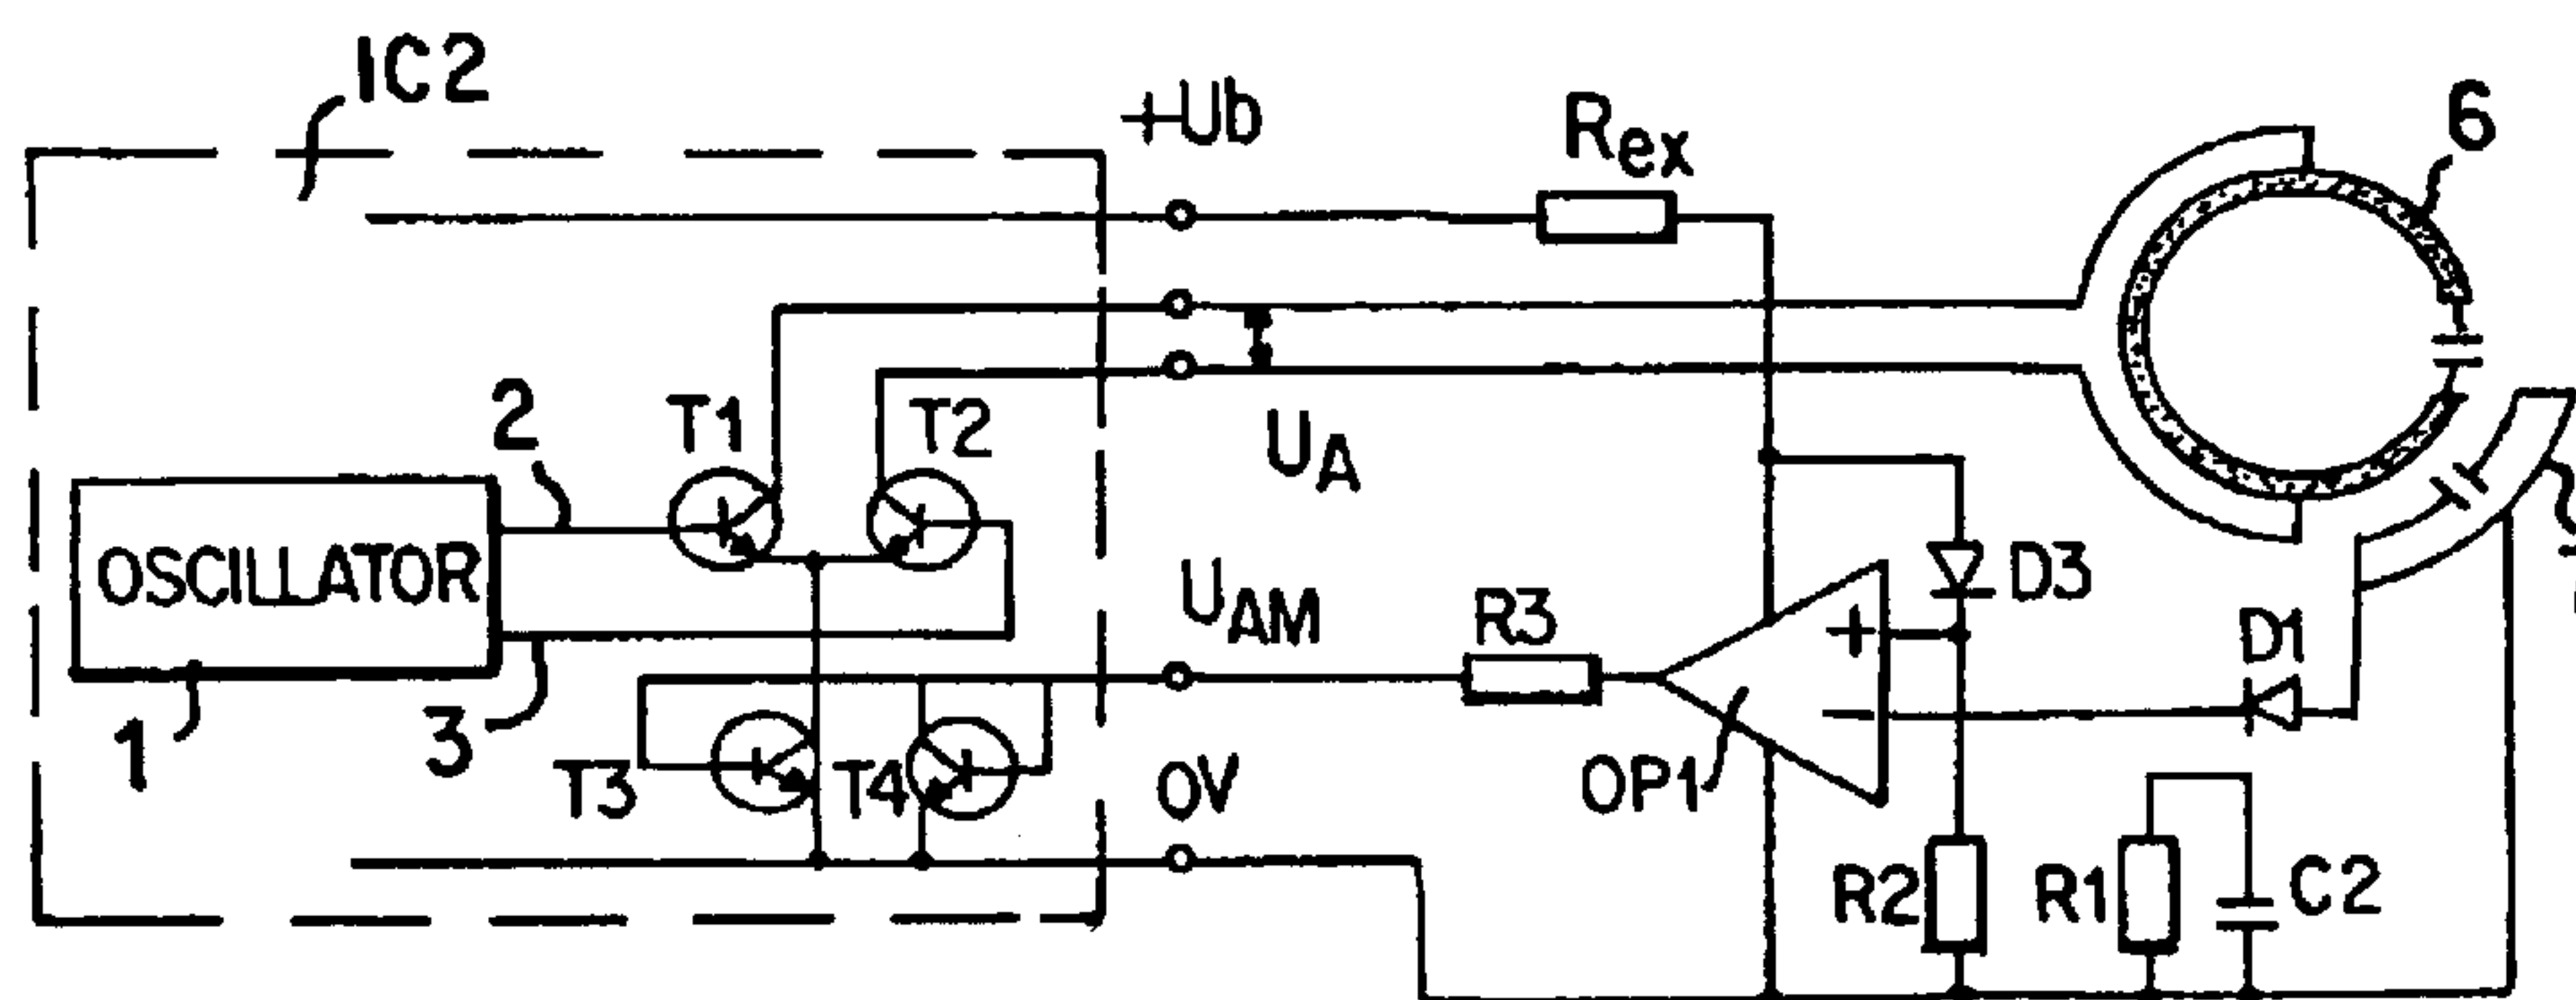 IC2
+Ub
Rex
6
2
T1
T2
UA
OSCILLATOR
UAM
R3
+
D3
D1
1
3
T3
T4
0V
OP1
−
R2
R1
C2